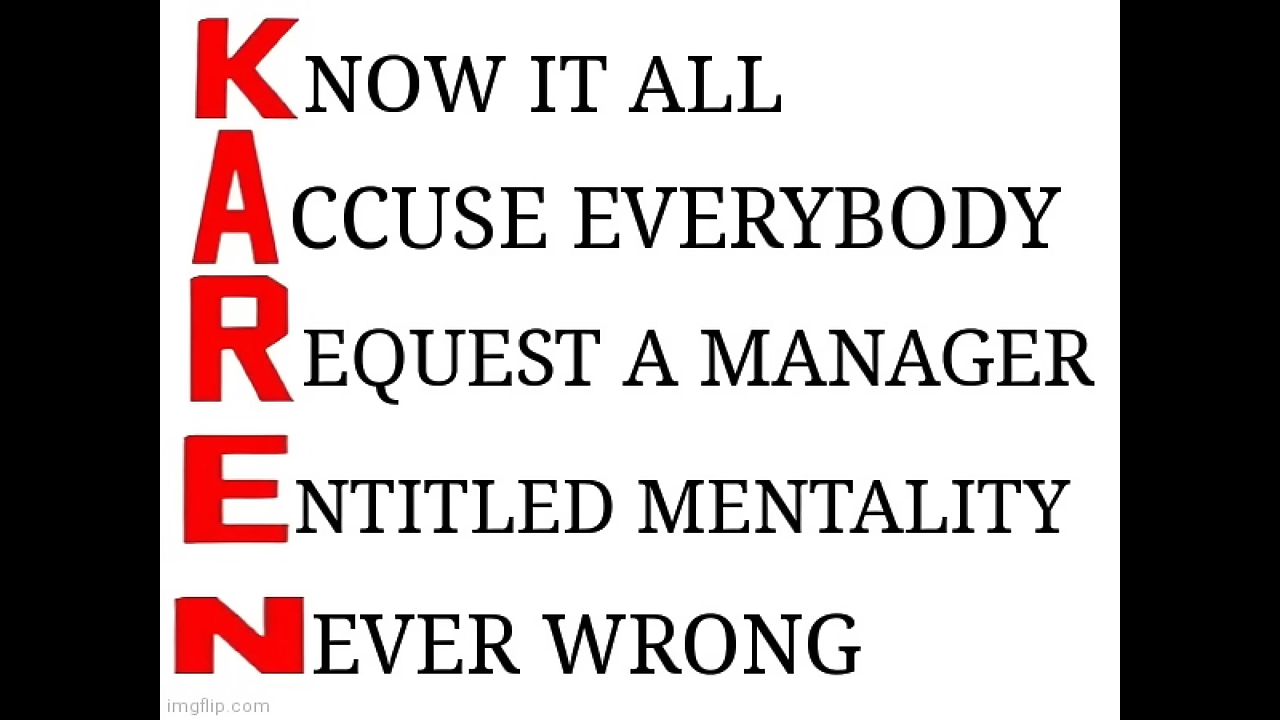 KNOW IT ALL
ACCUSE EVERYBODY
REQUEST A MANAGER
ENTITLED MENTALITY
NEVER WRONG
imgflip.com